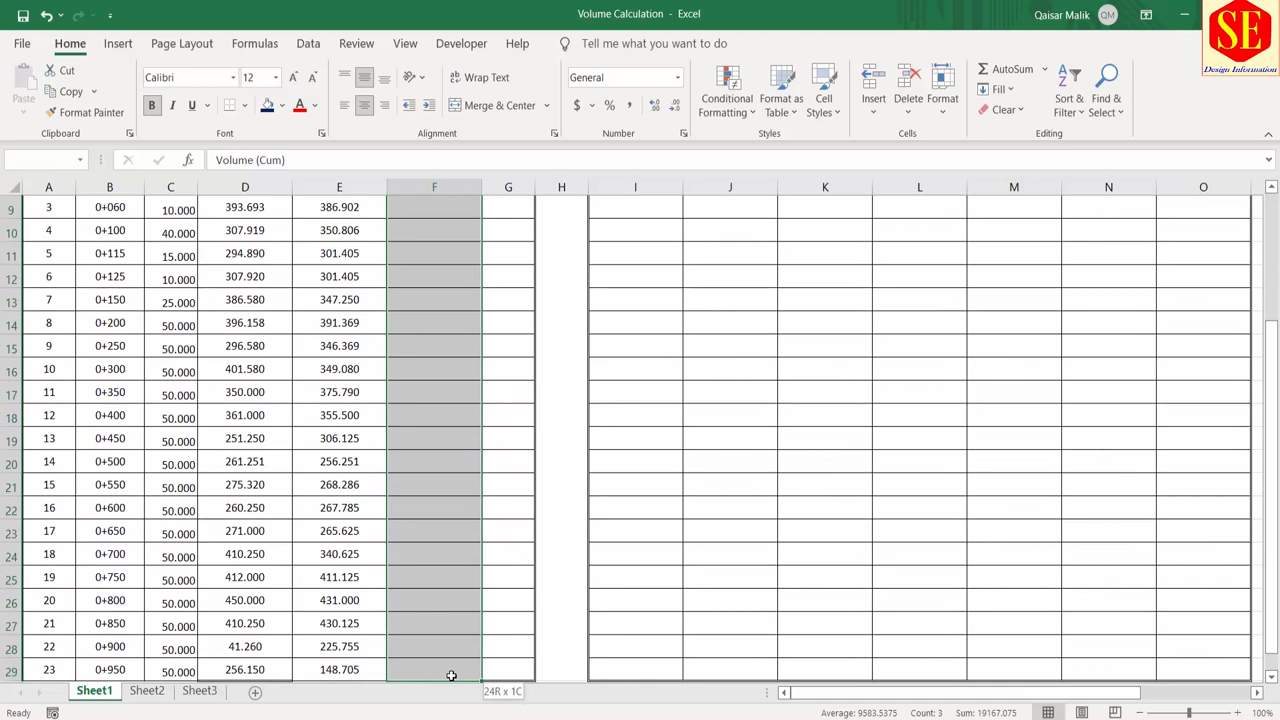 Volume Calculation - Excel
Qaisar Malik QM
SE
Design Information
File Home Insert Page Layout Formulas Data Review View Developer Help Tell me what you want to do
Paste
Cut
Copy
Format Painter
Clipboard
Calibri 12
B I U
Font
Wrap Text
Merge & Center
Alignment
General
$ % ,
Number
Conditional Formatting
Format as Table
Cell Styles
Styles
Insert Delete Format
Cells
AutoSum
Fill
Clear
Sort & Filter
Find & Select
Editing
fx Volume (Cum)
A B C D E F G H I J K L M N O
9 3 0+060 10.000 393.693 386.902
10 4 0+100 40.000 307.919 350.806
11 5 0+115 15.000 294.890 301.405
12 6 0+125 10.000 307.920 301.405
13 7 0+150 25.000 386.580 347.250
14 8 0+200 50.000 396.158 391.369
15 9 0+250 50.000 296.580 346.369
16 10 0+300 50.000 401.580 349.080
17 11 0+350 50.000 350.000 375.790
18 12 0+400 50.000 361.000 355.500
19 13 0+450 50.000 251.250 306.125
20 14 0+500 50.000 261.251 256.251
21 15 0+550 50.000 275.320 268.286
22 16 0+600 50.000 260.250 267.785
23 17 0+650 50.000 271.000 265.625
24 18 0+700 50.000 410.250 340.625
25 19 0+750 50.000 412.000 411.125
26 20 0+800 50.000 450.000 431.000
27 21 0+850 50.000 410.250 430.125
28 22 0+900 50.000 41.260 225.755
29 23 0+950 50.000 256.150 148.705
24R x 1C
Sheet1 Sheet2 Sheet3
Ready Average: 9583.5375 Count: 3 Sum: 19167.075 100%